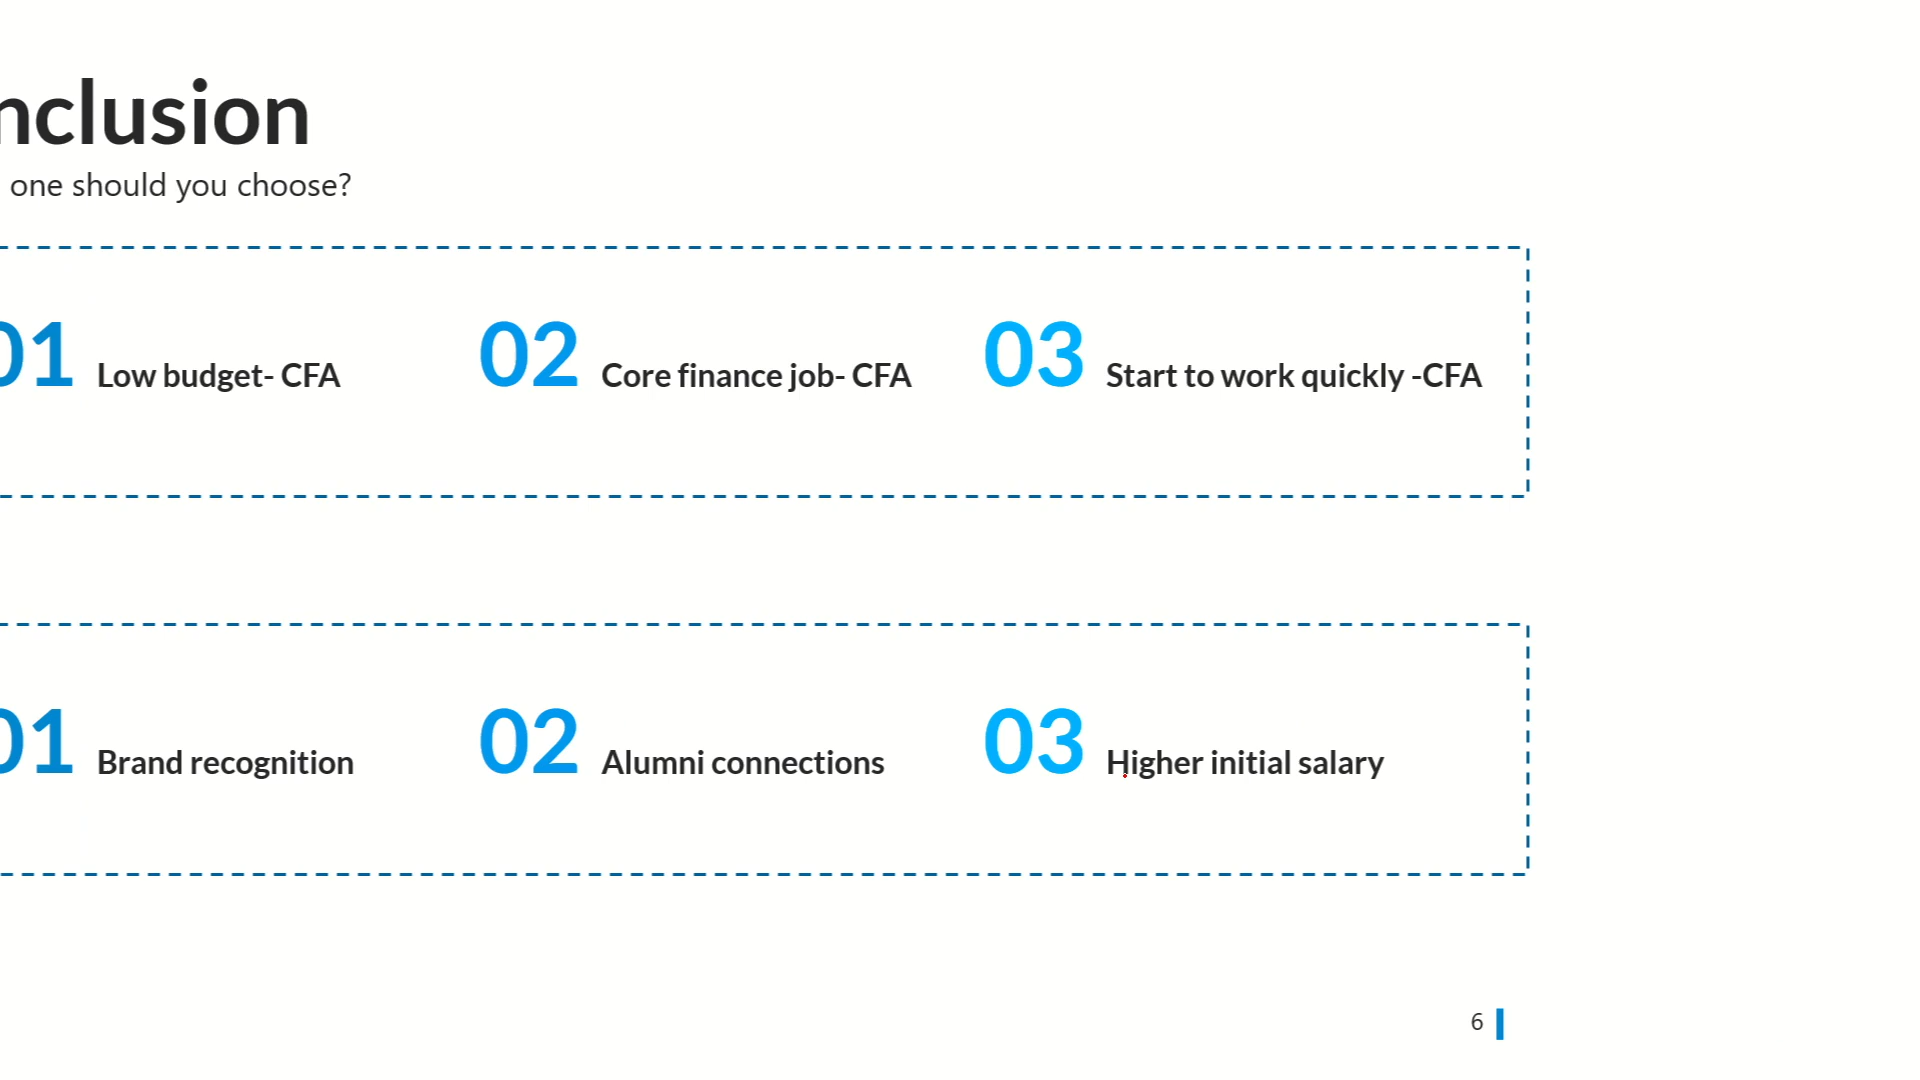 nclusion
one should you choose?
01 Low budget- CFA
02 Core finance job- CFA
03 Start to work quickly -CFA
01 Brand recognition
02 Alumni connections
03 Higher initial salary
6